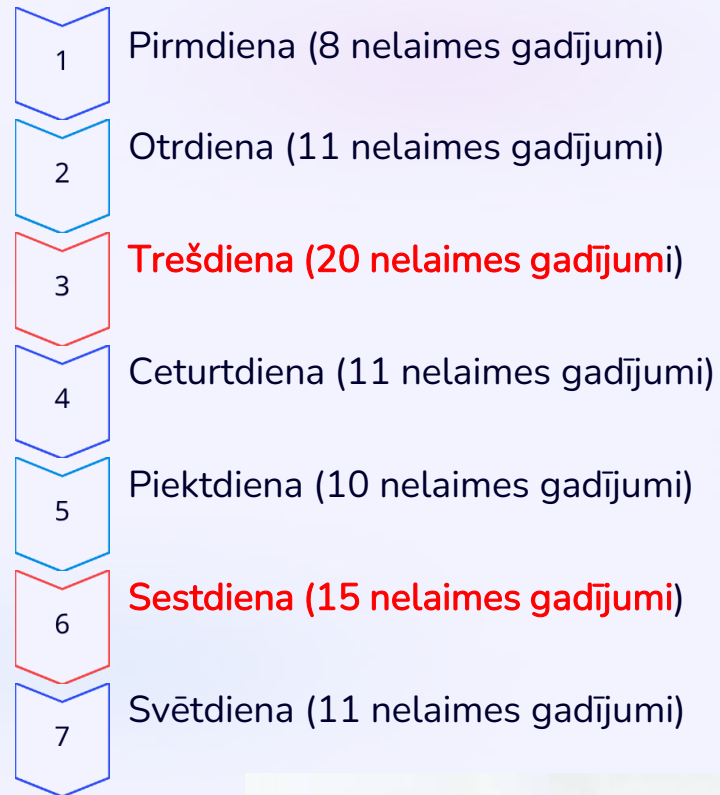 1
Pirmdiena (8 nelaimes gadījumi)
2
Otrdiena (11 nelaimes gadījumi)
3
Trešdiena (20 nelaimes gadījumi)
4
Ceturtdiena (11 nelaimes gadījumi)
5
Piektdiena (10 nelaimes gadījumi)
6
Sestdiena (15 nelaimes gadījumi)
7
Svētdiena (11 nelaimes gadījumi)